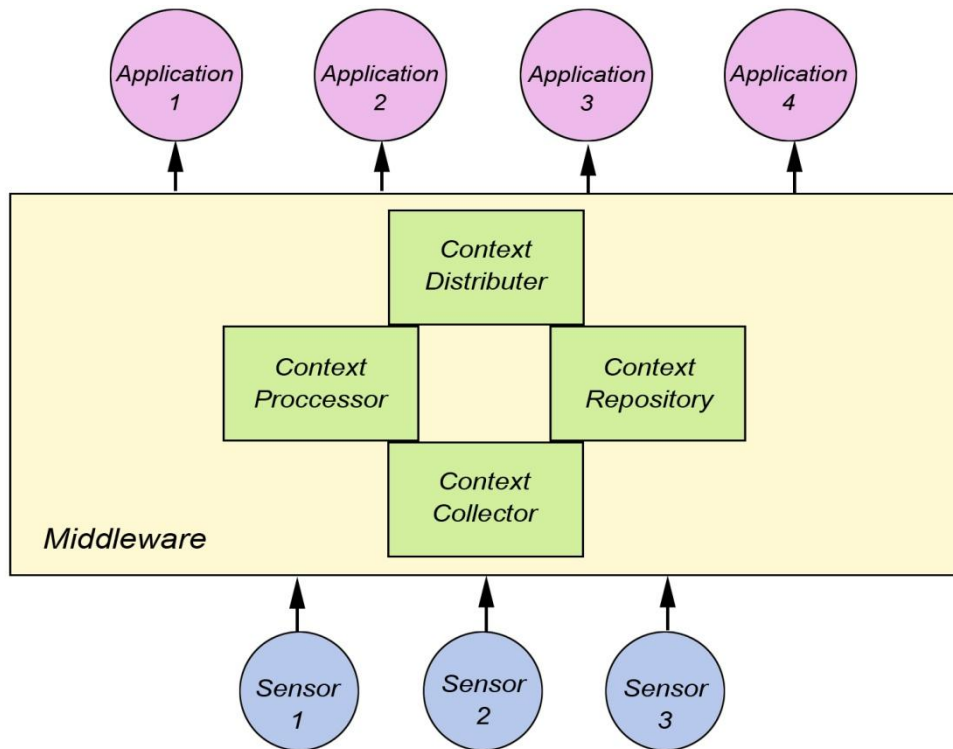 Application
1
Application
2
Application
3
Application
4
Context
Distributer
Context
Proccessor
Context
Repository
Context
Collector
Middleware
Sensor
1
Sensor
2
Sensor
3